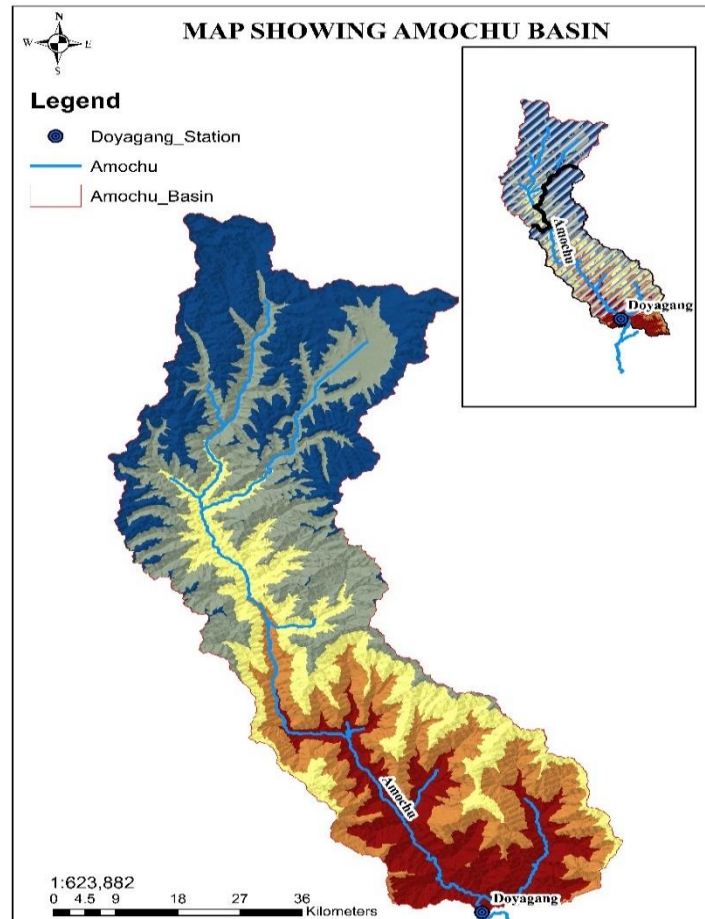 MAP SHOWING AMOCHU BASIN
N
W E
S
Legend
Doyagang_Station
Amochu
Amochu_Basin
Amochu
Doyagang
Amochu
Doyagang
1:623,882
0 4.5 9 18 27 36
Kilometers